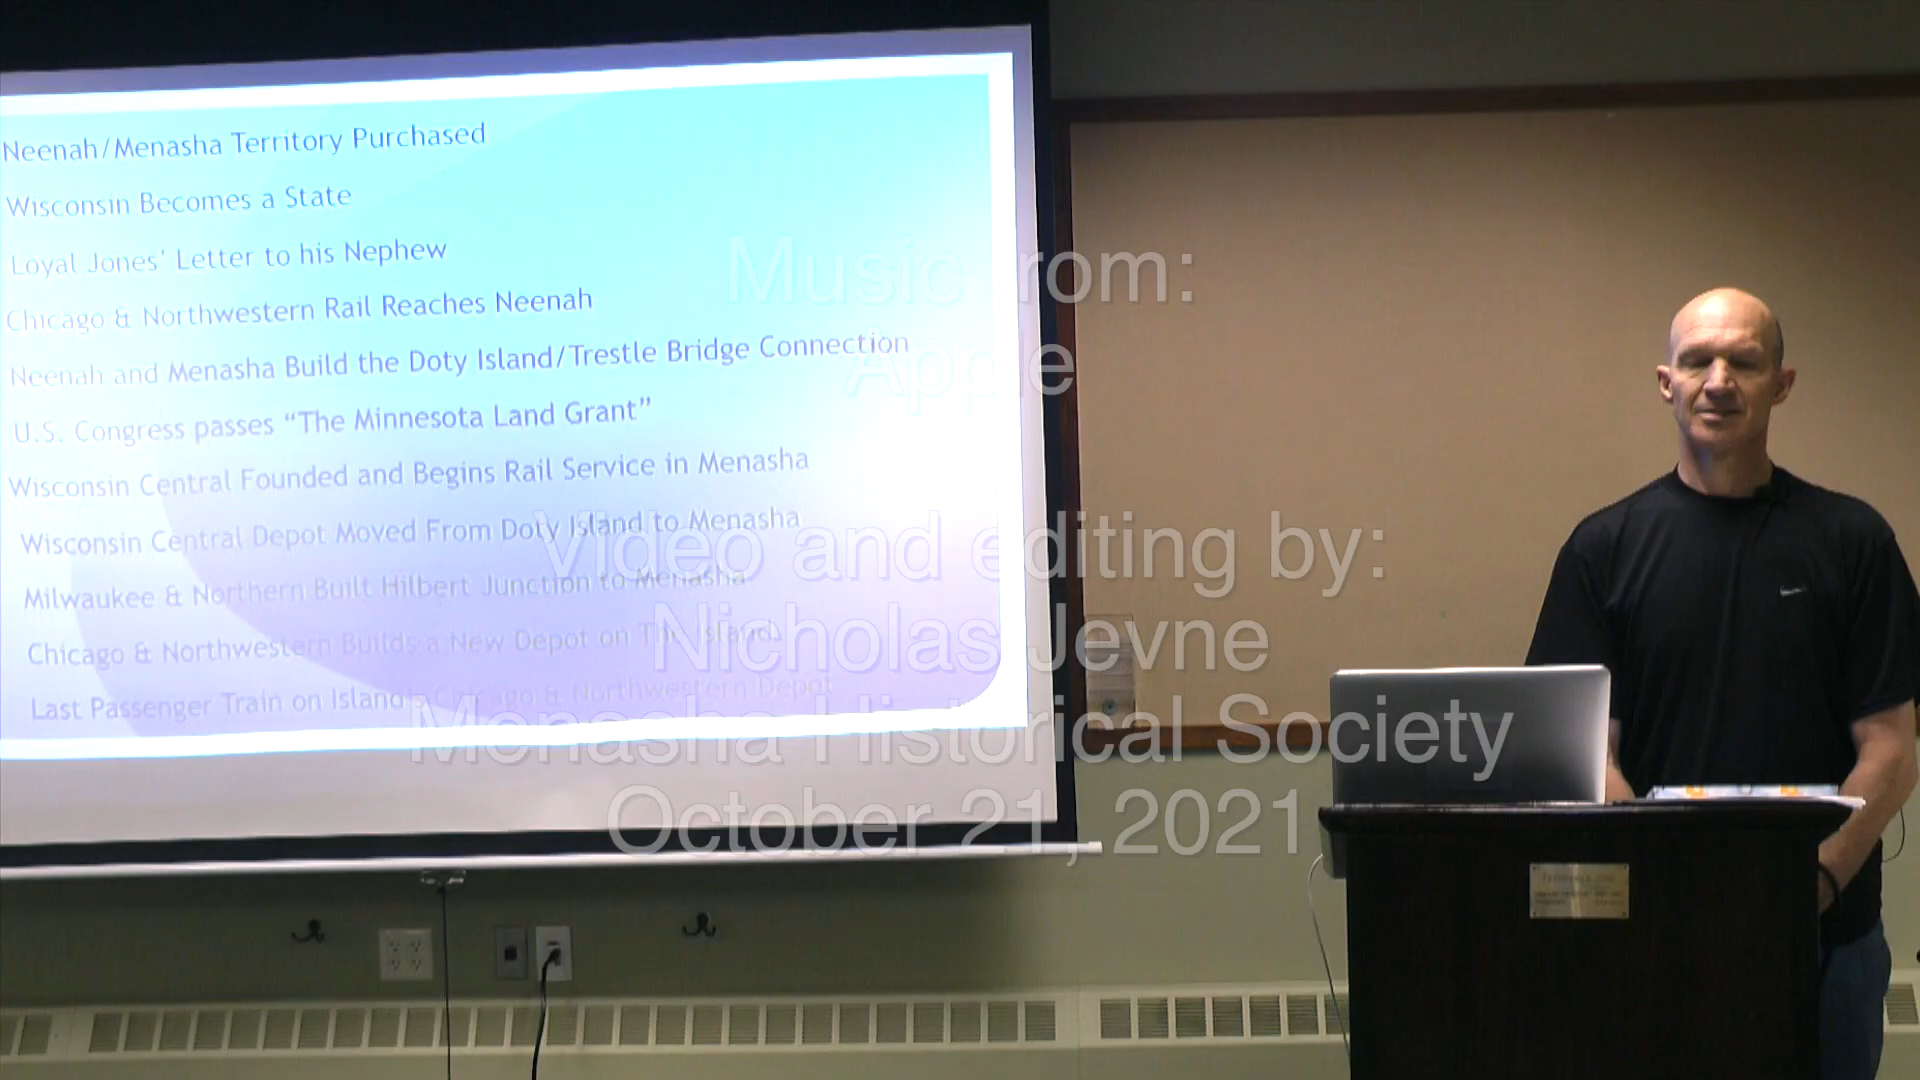 Neenah/Menasha Territory Purchased
Wisconsin Becomes a State
Loyal Jones' Letter to his Nephew
Chicago & Northwestern Rail Reaches Neenah
Neenah and Menasha Build the Doty Island/Trestle Bridge Connection
U.S. Congress passes “The Minnesota Land Grant”
Wisconsin Central Founded and Begins Rail Service in Menasha
Wisconsin Central Depot Moved From Doty Island to Menasha
Milwaukee & Northern Built Hilbert Junction to Menasha
Chicago & Northwestern Builds a New Depot on The Island
Last Passenger Train on Island - Chicago & Northwestern Depot
Music from:
Apple
Video and editing by:
Nicholas Jevne
Menasha Historical Society
October 21, 2021